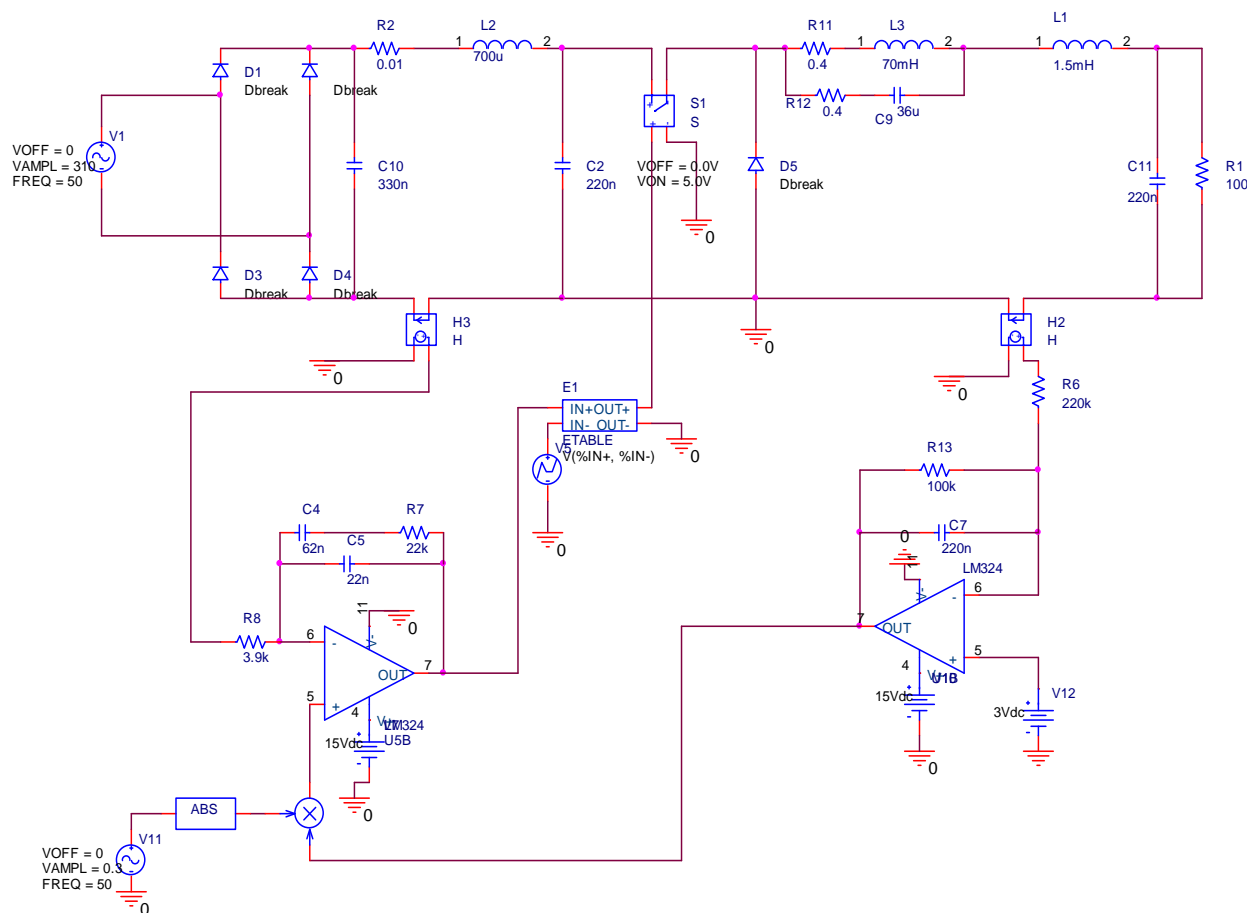 R2
0.01
1 L2 2
700u
R11
0.4
1 L3 2
70mH
L1
1 2
1.5mH
D1
Dbreak
Dbreak
R12
0.4
C9
36u
S1
S
V1
VOFF = 0
VAMPL = 310
FREQ = 50
C10
330n
C2
220n
VOFF = 0.0V
VON = 5.0V
D5
Dbreak
C11
220n
R1
100
0
D3
Dbreak
D4
Dbreak
H3
H
0
0
H2
H
0
R6
220k
E1
IN+OUT+
IN- OUT-
ETABLE
V(%IN+, %IN-)
V5
0
0
R13
100k
C4
62n
R7
22k
C5
22n
C7
220n
0
LM324
11
V-
6
-
7
OUT
5
+
4
V+
U1B
15Vdc
0
V12
3Vdc
R8
3.9k
11
0
V-
6
-
OUT
7
5
+
4
V+
LM324
U5B
15Vdc
0
ABS
V11
VOFF = 0
VAMPL = 0.3
FREQ = 50
0